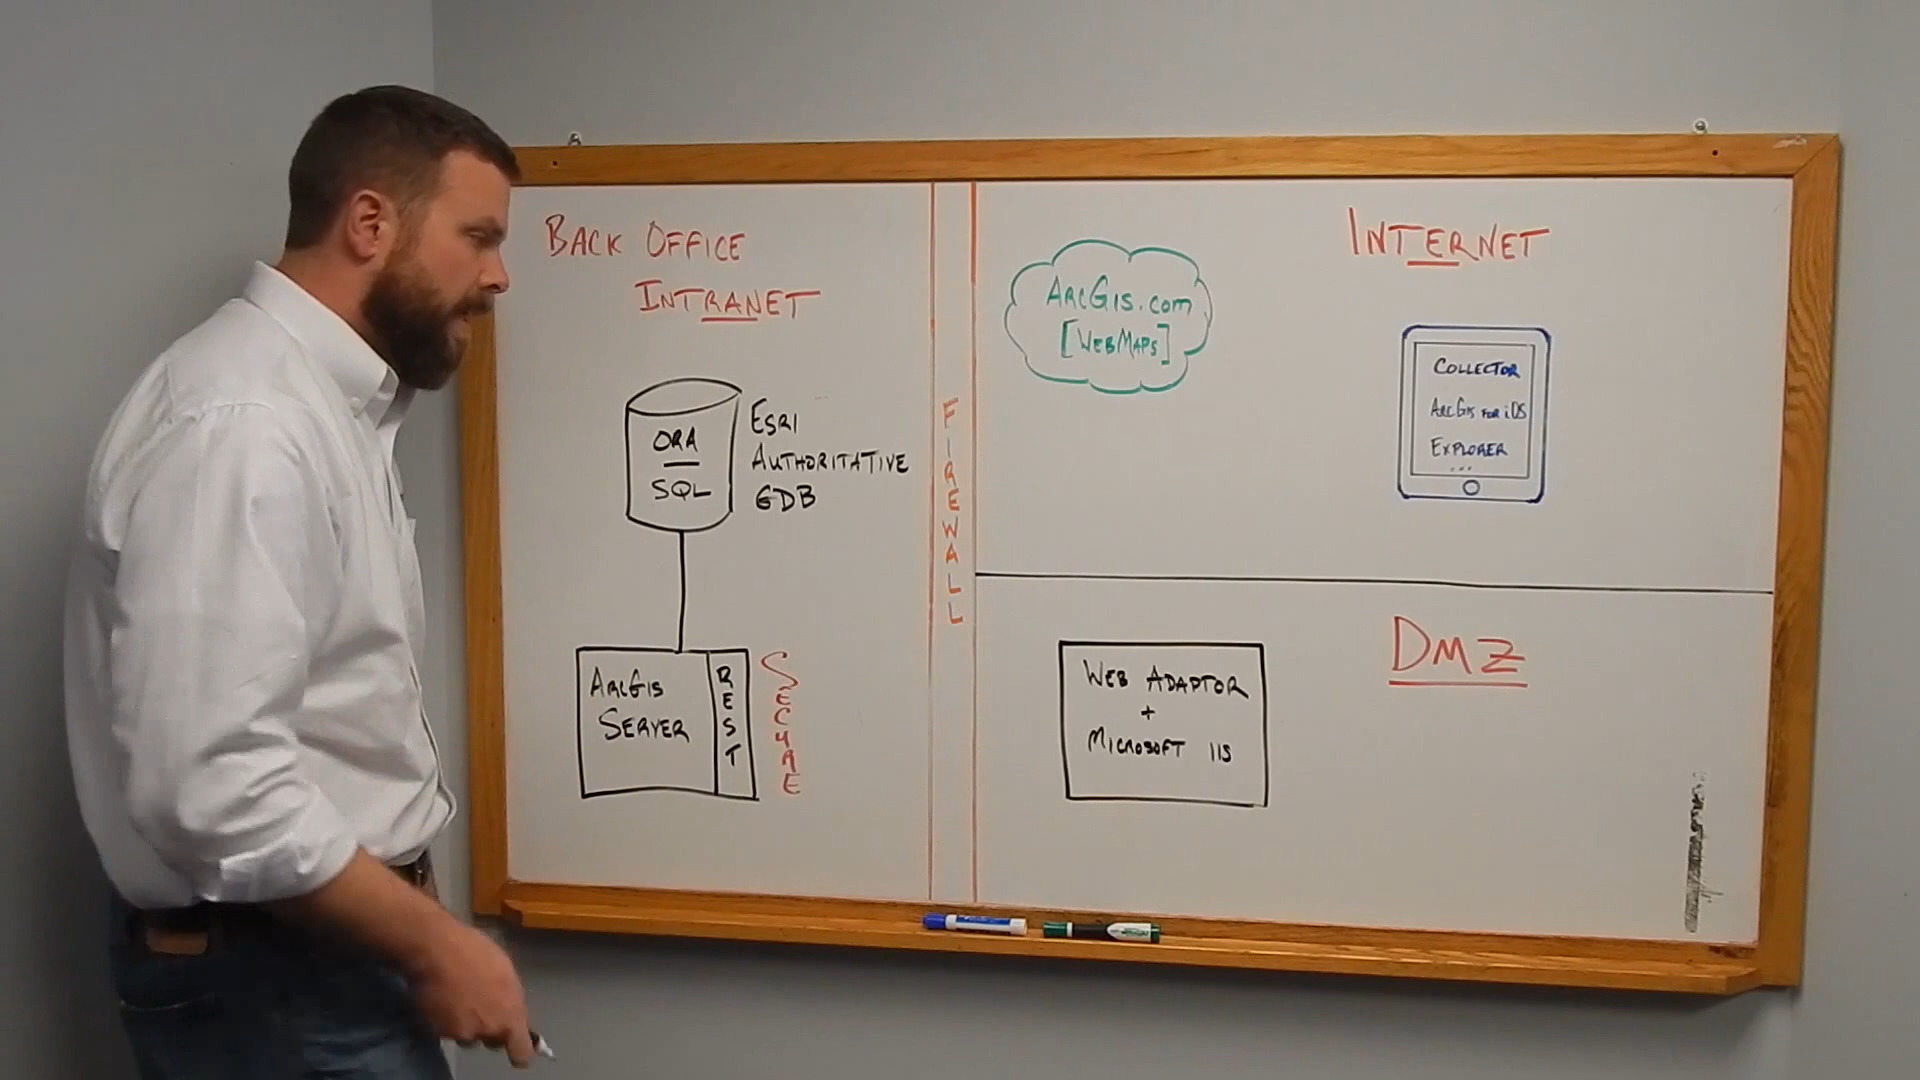 BACK OFFICE
INTRANET
ORA
SQL
ESRI
AUTHORITATIVE
GDB
ARCGIS
SERVER
REST
SECURE
FIREWALL
INTERNET
ARCGIS.com
[WEBMAPS]
COLLECTOR
ARCGIS FOR iOS
EXPLORER
...
DMZ
WEB ADAPTOR
+
MICROSOFT IIS